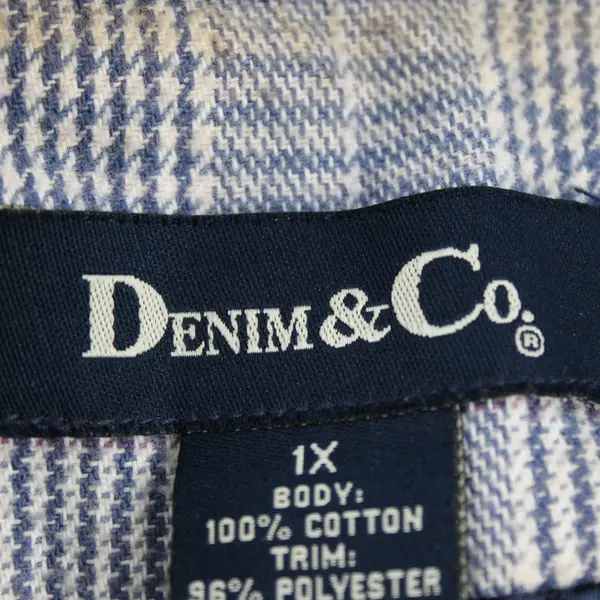 DENIM & CO.®
1X
BODY:
100% COTTON
TRIM:
96% POLYESTER